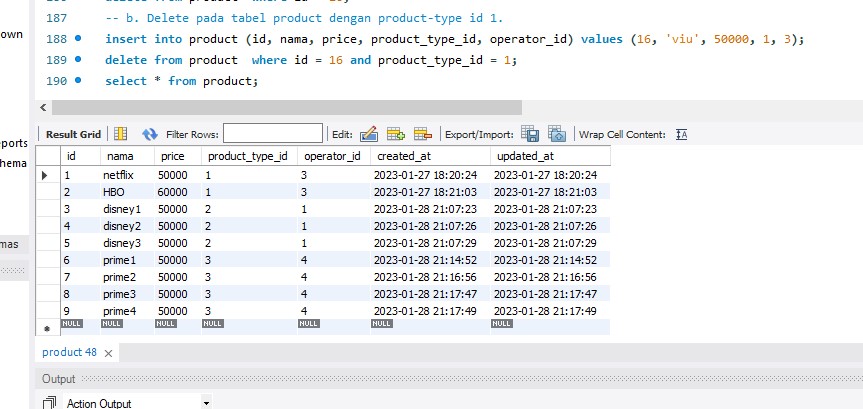 187 -- b. Delete pada tabel product dengan product-type id 1.
own
188 insert into product (id, nama, price, product_type_id, operator_id) values (16, 'viu', 50000, 1, 3);
189 delete from product  where id = 16 and product_type_id = 1;
190 select * from product;
ports
Result Grid Filter Rows: Edit: Export/Import: Wrap Cell Content: IA
hema
id nama price product_type_id operator_id created_at updated_at
1 netflix 50000 1 3 2023-01-27 18:20:24 2023-01-27 18:20:24
2 HBO 60000 1 3 2023-01-27 18:21:03 2023-01-27 18:21:03
3 disney1 50000 2 1 2023-01-28 21:07:23 2023-01-28 21:07:23
4 disney2 50000 2 1 2023-01-28 21:07:26 2023-01-28 21:07:26
mas
5 disney3 50000 2 1 2023-01-28 21:07:29 2023-01-28 21:07:29
6 prime1 50000 3 4 2023-01-28 21:14:52 2023-01-28 21:14:52
7 prime2 50000 3 4 2023-01-28 21:16:56 2023-01-28 21:16:56
8 prime3 50000 3 4 2023-01-28 21:17:47 2023-01-28 21:17:47
9 prime4 50000 3 4 2023-01-28 21:17:49 2023-01-28 21:17:49
NULL NULL NULL NULL NULL NULL NULL
product 48
Output
Action Output